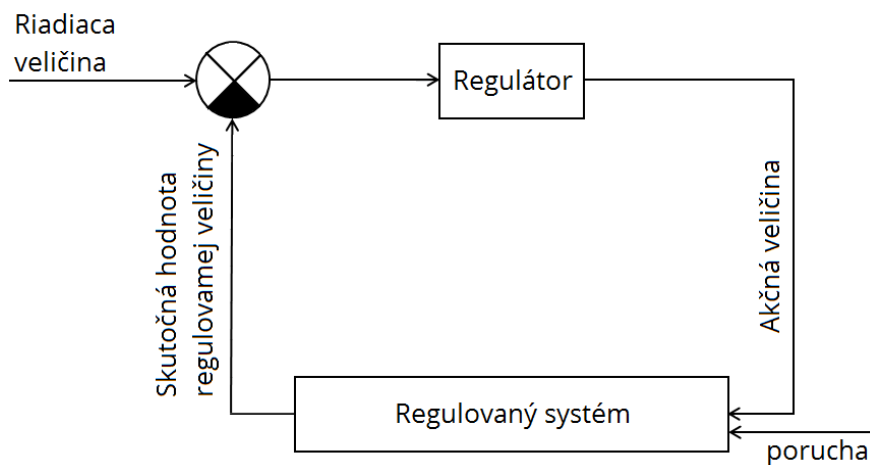 Riadiaca
veličina
Regulátor
Skutočná hodnota
regulovamej veličiny
Akčná veličina
Regulovaný systém
porucha